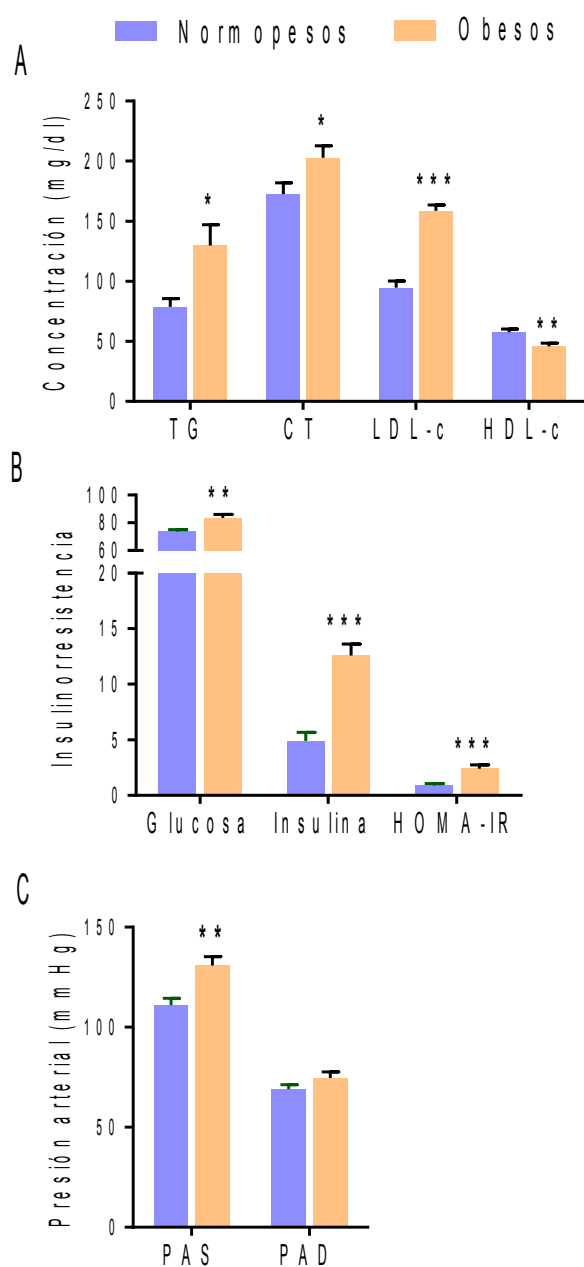 Normopesos Obesos
A
Concentración (mg/dl)
250
200
150
100
50
0
*
*
***
**
TG CT LDL-c HDL-c
B
Insulinorresistencia
100
80
60
20
15
10
5
0
**
***
***
Glucosa Insulina HOMA-IR
C
Presión arterial (mmHg)
150
100
50
0
**
PAS PAD